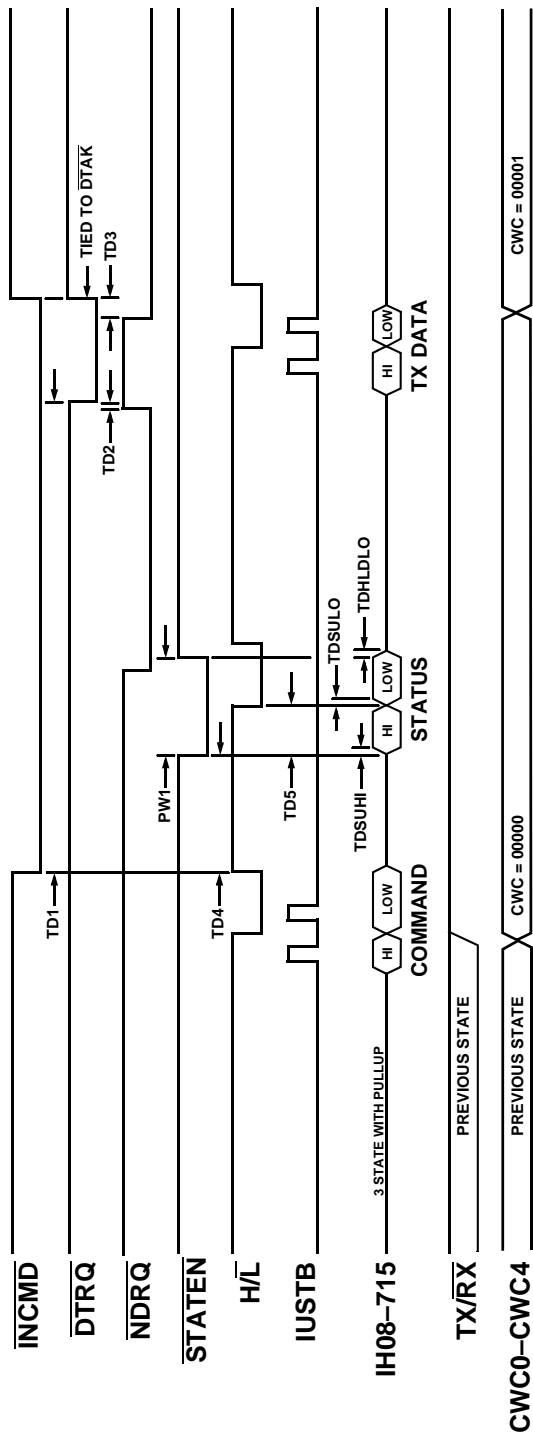 INCMD
DTRQ
NDRQ
STATEN
H/L
IUSTB
IH08–715
TX/RX
CWC0–CWC4
TD1
TIED TO DTAK
TD2
TD3
PW1
TD4
TD5
TDSULO
TDSUHI
TDHLDLO
3 STATE WITH PULLUP
HI
LOW
COMMAND
HI
LOW
STATUS
HI
LOW
TX DATA
PREVIOUS STATE
PREVIOUS STATE
CWC = 00000
CWC = 00001